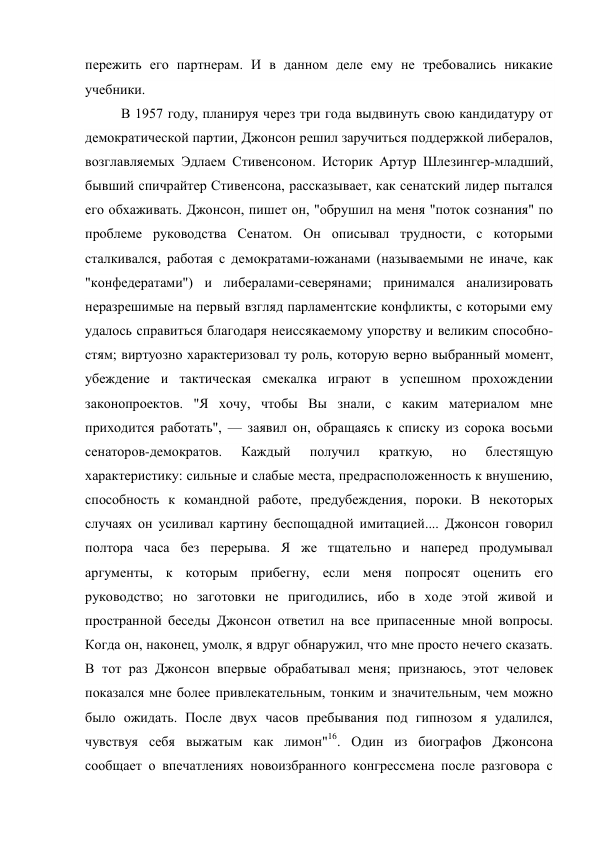 пережить его партнерам. И в данном деле ему не требовались никакие
учебники.
В 1957 году, планируя через три года выдвинуть свою кандидатуру от
демократической партии, Джонсон решил заручиться поддержкой либералов,
возглавляемых Эдлаем Стивенсоном. Историк Артур Шлезингер-младший,
бывший спичрайтер Стивенсона, рассказывает, как сенатский лидер пытался
его обхаживать. Джонсон, пишет он, "обрушил на меня "поток сознания" по
проблеме руководства Сенатом. Он описывал трудности, с которыми
сталкивался, работая с демократами-южанами (называемыми не иначе, как
"конфедератами") и либералами-северянами; принимался анализировать
неразрешимые на первый взгляд парламентские конфликты, с которыми ему
удалось справиться благодаря неиссякаемому упорству и великим способно-
стям; виртуозно характеризовал ту роль, которую верно выбранный момент,
убеждение и тактическая смекалка играют в успешном прохождении
законопроектов. "Я хочу, чтобы Вы знали, с каким материалом мне
приходится работать", — заявил он, обращаясь к списку из сорока восьми
сенаторов-демократов. Каждый получил краткую, но блестящую
характеристику: сильные и слабые места, предрасположенность к внушению,
способность к командной работе, предубеждения, пороки. В некоторых
случаях он усиливал картину беспощадной имитацией.... Джонсон говорил
полтора часа без перерыва. Я же тщательно и наперед продумывал
аргументы, к которым прибегну, если меня попросят оценить его
руководство; но заготовки не пригодились, ибо в ходе этой живой и
пространной беседы Джонсон ответил на все припасенные мной вопросы.
Когда он, наконец, умолк, я вдруг обнаружил, что мне просто нечего сказать.
В тот раз Джонсон впервые обрабатывал меня; признаюсь, этот человек
показался мне более привлекательным, тонким и значительным, чем можно
было ожидать. После двух часов пребывания под гипнозом я удалился,
чувствуя себя выжатым как лимон"16. Один из биографов Джонсона
сообщает о впечатлениях новоизбранного конгрессмена после разговора с